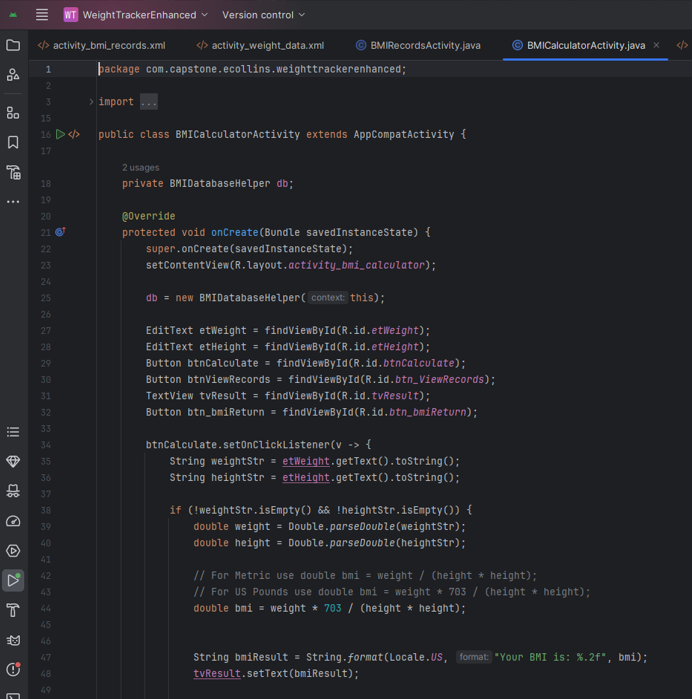 WT WeightTrackerEnhanced Version control
activity_bmi_records.xml activity_weight_data.xml BMIRecordsActivity.java BMICalculatorActivity.java
1 package com.capstone.ecollins.weighttrackerenhanced;
2
3 import ...
15
16 public class BMICalculatorActivity extends AppCompatActivity {
17
2 usages
18 private BMIDatabaseHelper db;
19
20 @Override
21 protected void onCreate(Bundle savedInstanceState) {
22 super.onCreate(savedInstanceState);
23 setContentView(R.layout.activity_bmi_calculator);
24
25 db = new BMIDatabaseHelper( context: this);
26
27 EditText etWeight = findViewById(R.id.etWeight);
28 EditText etHeight = findViewById(R.id.etHeight);
29 Button btnCalculate = findViewById(R.id.btnCalculate);
30 Button btnViewRecords = findViewById(R.id.btn_ViewRecords);
31 TextView tvResult = findViewById(R.id.tvResult);
32 Button btn_bmiReturn = findViewById(R.id.btn_bmiReturn);
33
34 btnCalculate.setOnClickListener(v -> {
35 String weightStr = etWeight.getText().toString();
36 String heightStr = etHeight.getText().toString();
37
38 if (!weightStr.isEmpty() && !heightStr.isEmpty()) {
39 double weight = Double.parseDouble(weightStr);
40 double height = Double.parseDouble(heightStr);
41
42 // For Metric use double bmi = weight / (height * height);
43 // For US Pounds use double bmi = weight * 703 / (height * height);
44 double bmi = weight * 703 / (height * height);
45
46
47 String bmiResult = String.format(Locale.US, format: "Your BMI is: %.2f", bmi);
48 tvResult.setText(bmiResult);
49